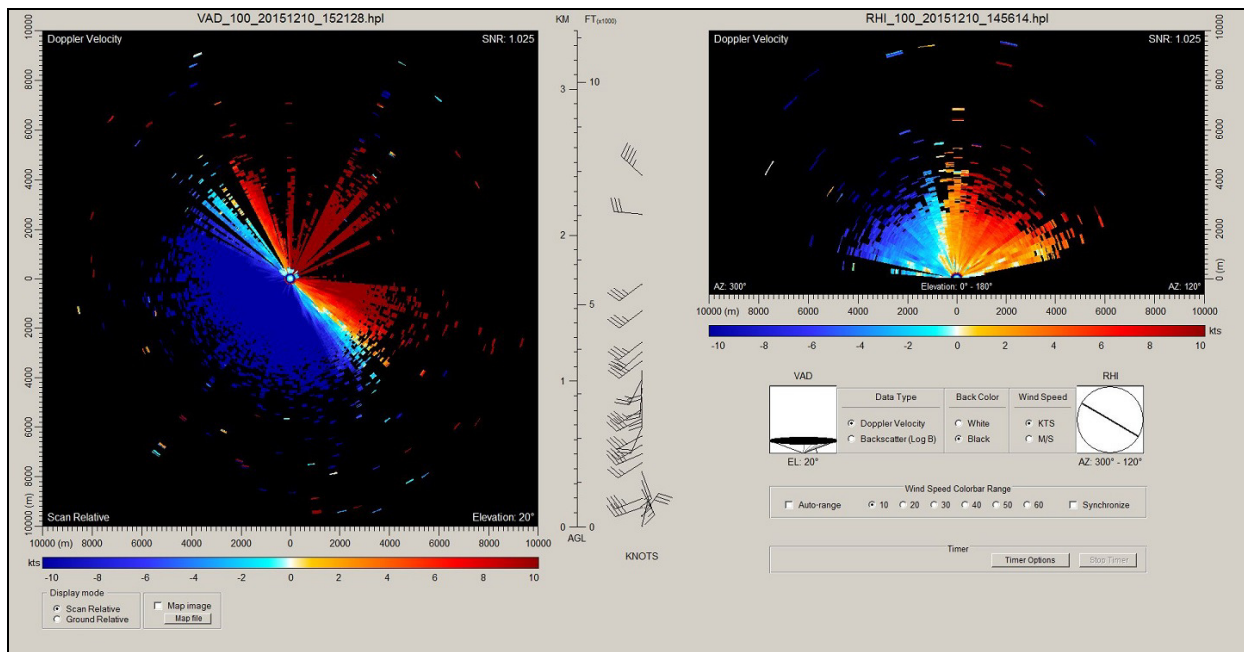 VAD_100_20151210_152128.hpl
KM
FT(x1000)
RHI_100_20151210_145614.hpl
Doppler Velocity
SNR: 1.025
10000
8000
6000
4000
2000
0
2000
4000
6000
8000
10000 (m)
Scan Relative
Elevation: 20°
10000 (m) 8000 6000 4000 2000 0 2000 4000 6000 8000 10000
kts
-10 -8 -6 -4 -2 0 2 4 6 8 10
Display mode
Scan Relative
Ground Relative
Map image
Map file
3
2
1
0
10
5
0
AGL
KNOTS
Doppler Velocity
SNR: 1.025
10000
8000
6000
4000
2000
0 (m)
AZ: 300°
Elevation: 0° - 180°
AZ: 120°
10000 (m) 8000 6000 4000 2000 0 2000 4000 6000 8000 10000
kts
-10 -8 -6 -4 -2 0 2 4 6 8 10
VAD
RHI
Data Type
Back Color
Wind Speed
Doppler Velocity
White
KTS
Backscatter (Log B)
Black
M/S
EL: 20°
AZ: 300° - 120°
Wind Speed Colorbar Range
Auto-range
10 20 30 40 50 60
Synchronize
Timer
Timer Options
Stop Timer